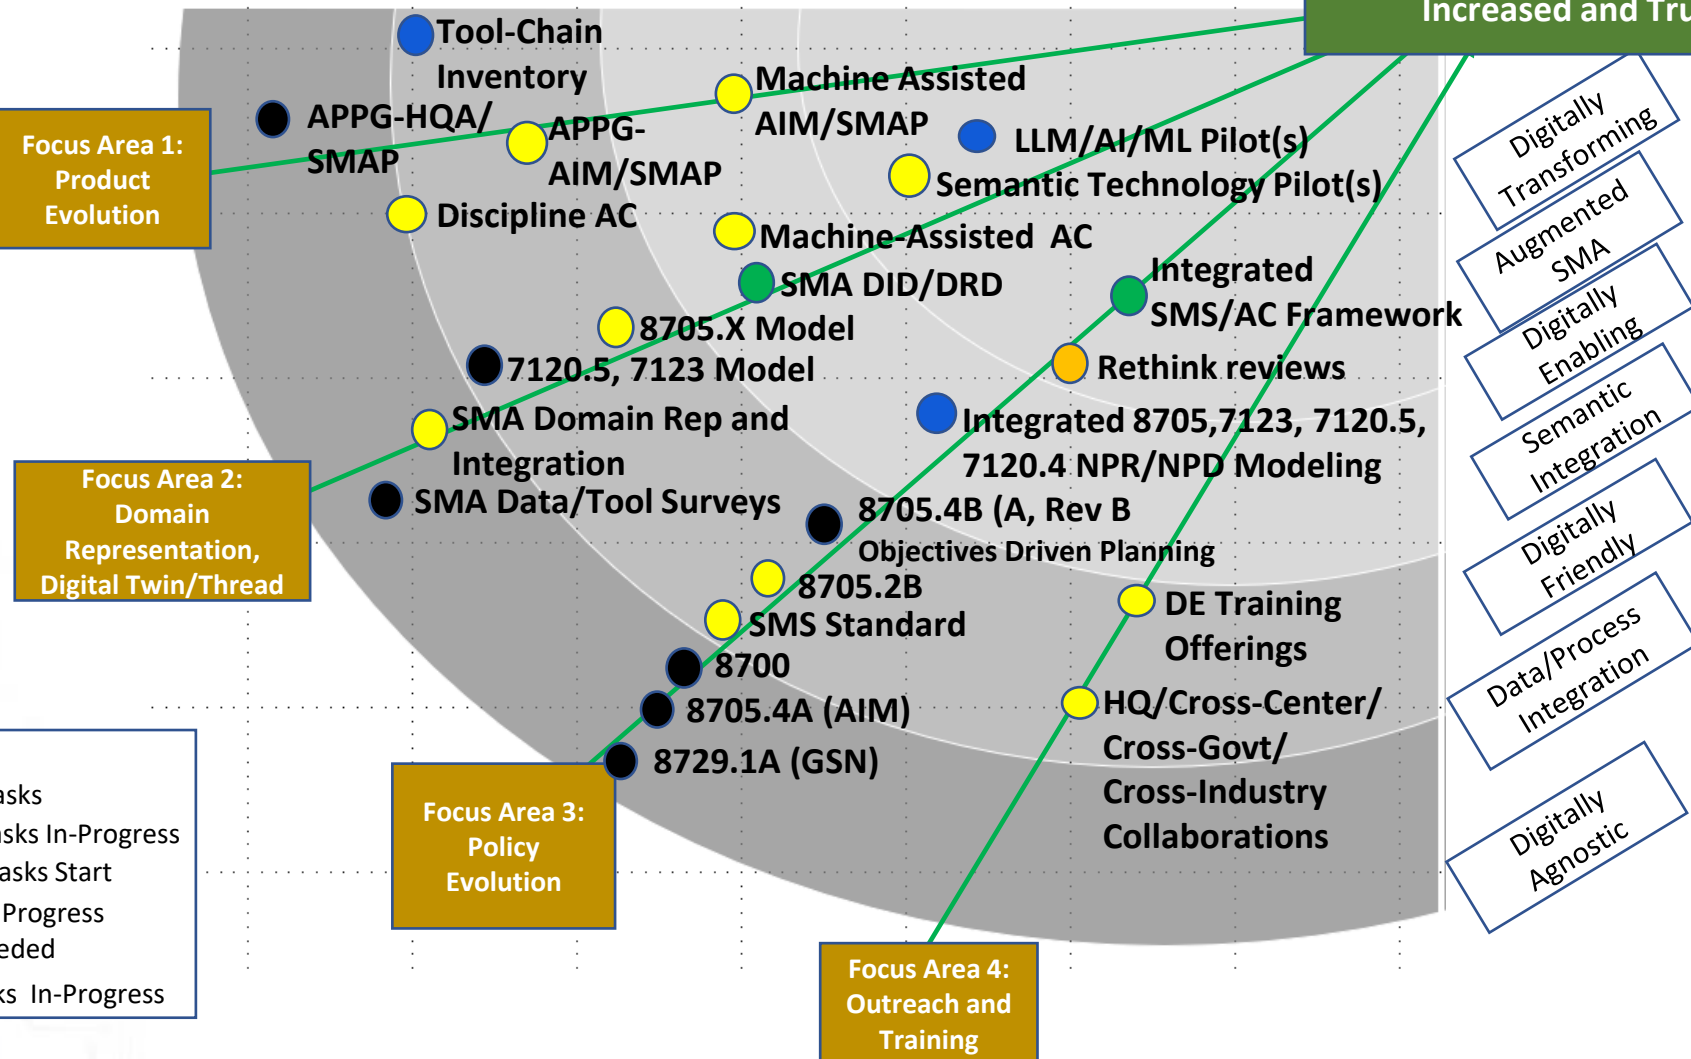 Increased and Tru
Tool-Chain
Inventory
Machine Assisted
AIM/SMAP
APPG-HQA/
SMAP
APPG-
AIM/SMAP
LLM/AI/ML Pilot(s)
Semantic Technology Pilot(s)
Focus Area 1:
Product
Evolution
Discipline AC
Machine-Assisted AC
SMA DID/DRD
Integrated
SMS/AC Framework
8705.X Model
7120.5, 7123 Model
Rethink reviews
SMA Domain Rep and
Integration
Integrated 8705,7123, 7120.5,
7120.4 NPR/NPD Modeling
Focus Area 2:
Domain
Representation,
Digital Twin/Thread
SMA Data/Tool Surveys
8705.4B (A, Rev B
Objectives Driven Planning
8705.2B
SMS Standard
8700
8705.4A (AIM)
8729.1A (GSN)
DE Training
Offerings
HQ/Cross-Center/
Cross-Govt/
Cross-Industry
Collaborations
Focus Area 3:
Policy
Evolution
Focus Area 4:
Outreach and
Training
Digitally
Transforming
Augmented
SMA
Digitally
Enabling
Semantic
Integration
Digitally
Friendly
Data/Process
Integration
Digitally
Agnostic
asks
asks In-Progress
asks Start
Progress
eded
ks In-Progress